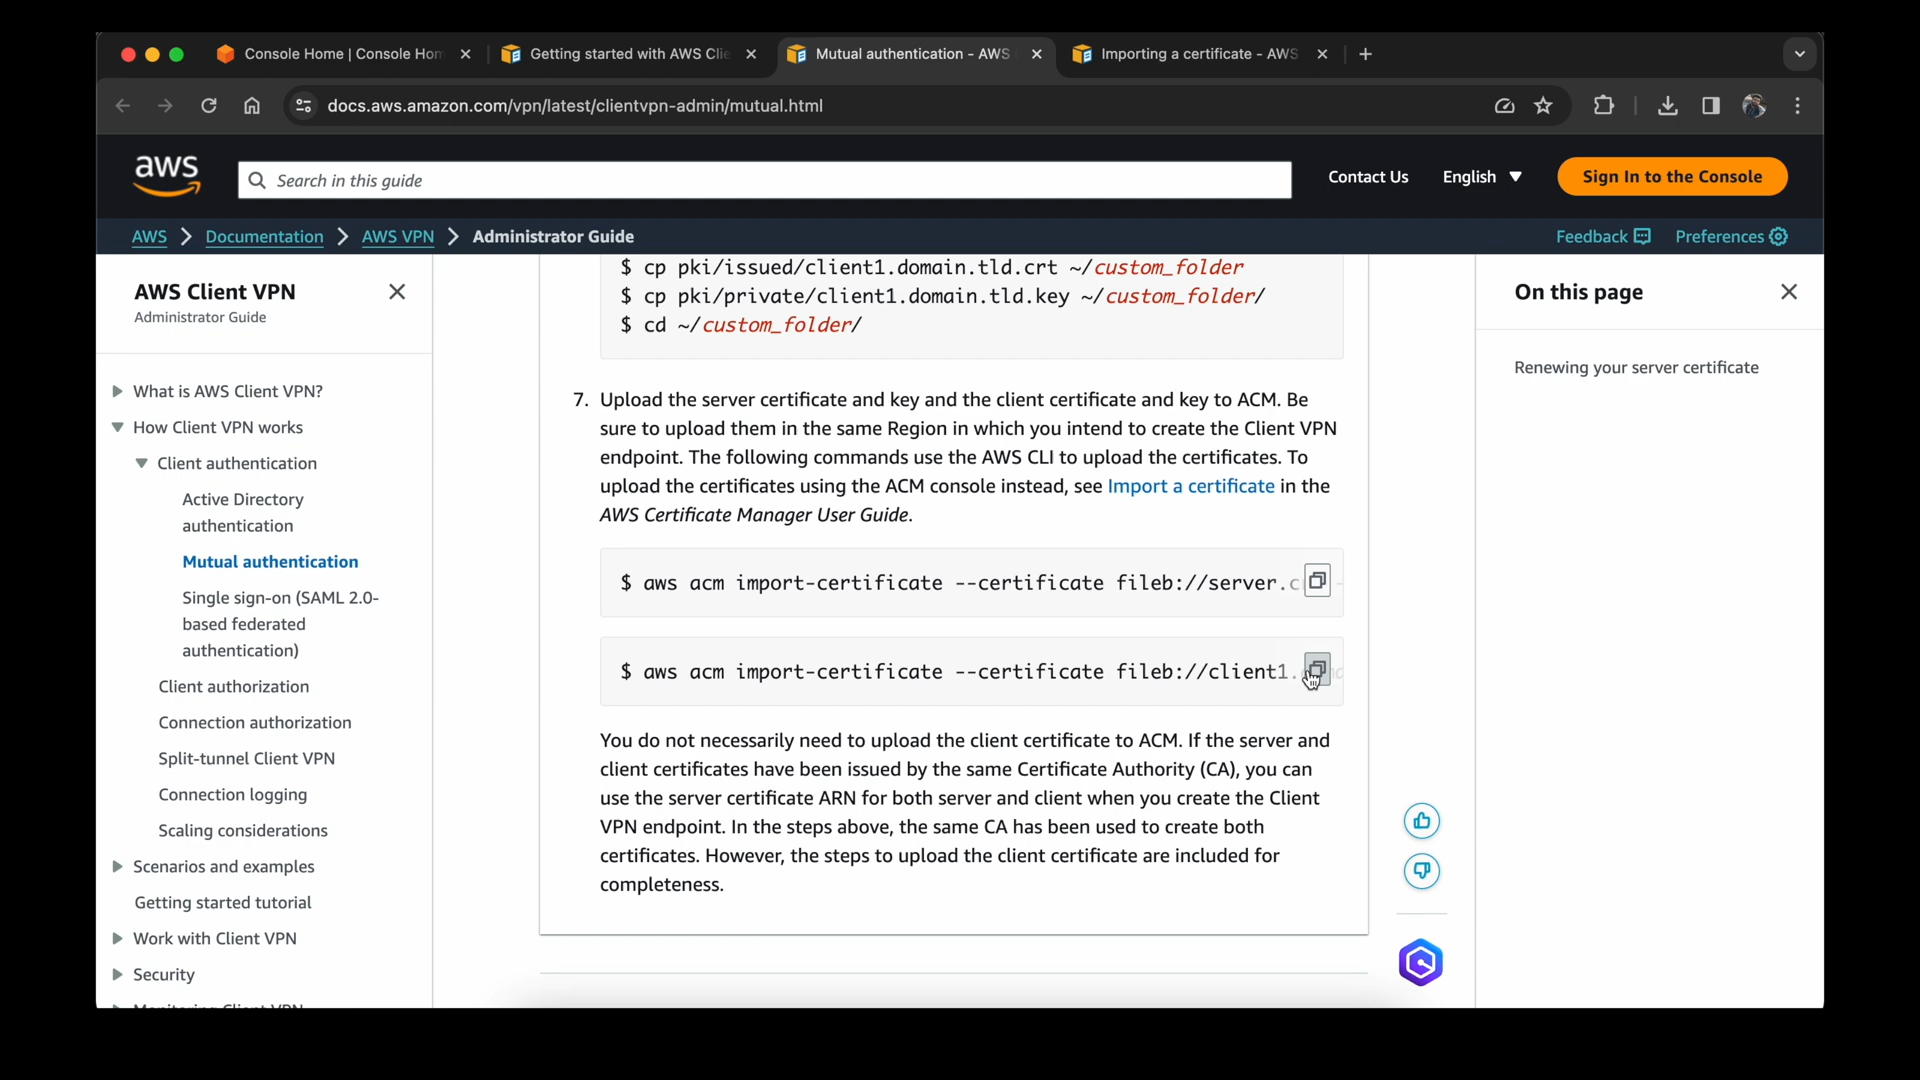 Console Home | Console Hom
Getting started with AWS Clie
Mutual authentication - AWS
Importing a certificate - AWS
docs.aws.amazon.com/vpn/latest/clientvpn-admin/mutual.html
aws
Search in this guide
Contact Us
English
Sign In to the Console
AWS
Documentation
AWS VPN
Administrator Guide
Feedback
Preferences
AWS Client VPN
Administrator Guide
What is AWS Client VPN?
How Client VPN works
Client authentication
Active Directory
authentication
Mutual authentication
Single sign-on (SAML 2.0-
based federated
authentication)
Client authorization
Connection authorization
Split-tunnel Client VPN
Connection logging
Scaling considerations
Scenarios and examples
Getting started tutorial
Work with Client VPN
Security
Monitoring Client VPN
$ cp pki/issued/client1.domain.tld.crt ~/custom_folder
$ cp pki/private/client1.domain.tld.key ~/custom_folder/
$ cd ~/custom_folder/
7. Upload the server certificate and key and the client certificate and key to ACM. Be
sure to upload them in the same Region in which you intend to create the Client VPN
endpoint. The following commands use the AWS CLI to upload the certificates. To
upload the certificates using the ACM console instead, see Import a certificate in the
AWS Certificate Manager User Guide.
$ aws acm import-certificate --certificate fileb://server.c
$ aws acm import-certificate --certificate fileb://client1.
You do not necessarily need to upload the client certificate to ACM. If the server and
client certificates have been issued by the same Certificate Authority (CA), you can
use the server certificate ARN for both server and client when you create the Client
VPN endpoint. In the steps above, the same CA has been used to create both
certificates. However, the steps to upload the client certificate are included for
completeness.
On this page
Renewing your server certificate